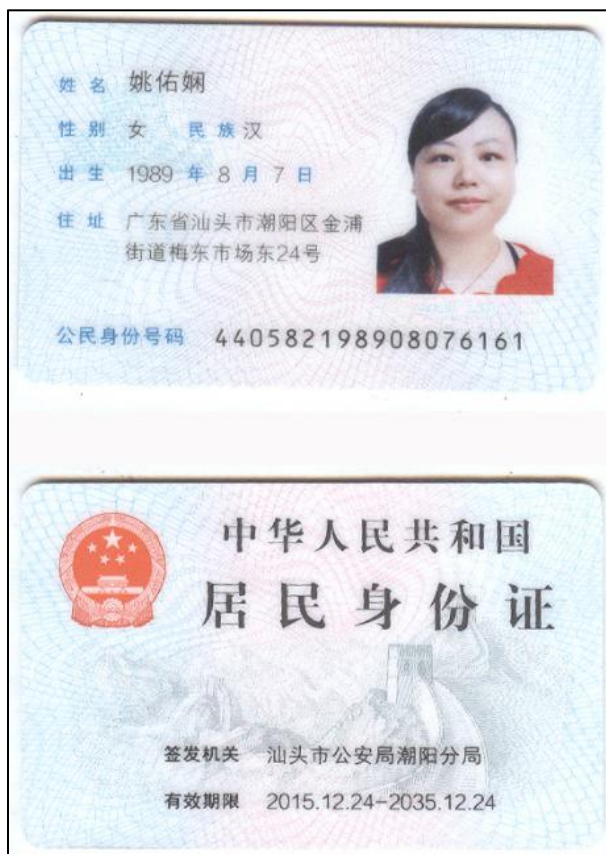 姓名 姚佑娴
性别 女 民族 汉
出生 1989 年 8 月 7 日
住址 广东省汕头市潮阳区金浦
街道梅东市场东24号
公民身份号码 440582198908076161
中华人民共和国
居民身份证
签发机关 汕头市公安局潮阳分局
有效期限 2015.12.24-2035.12.24